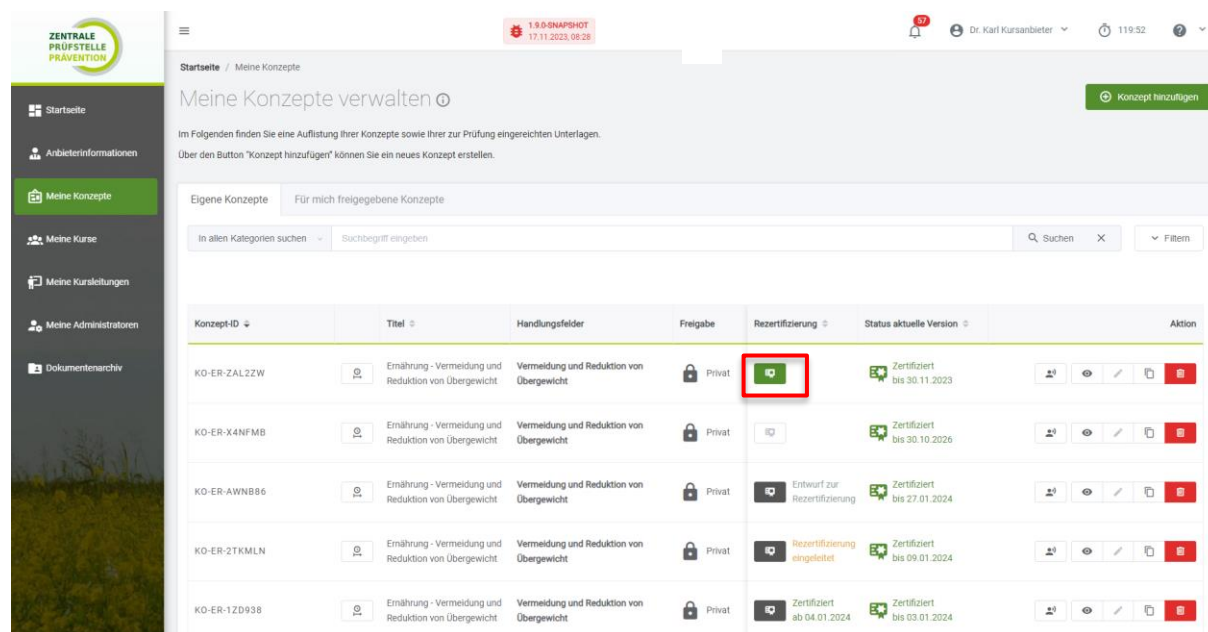 ZENTRALE
PRÜFSTELLE
PRÄVENTION
1.9.0-SNAPSHOT
17.11.2023, 08:28
57
Dr. Karl Kursanbieter
119:52
Startseite / Meine Konzepte
Meine Konzepte verwalten
Konzept hinzufügen
Im Folgenden finden Sie eine Auflistung Ihrer Konzepte sowie Ihrer zur Prüfung eingereichten Unterlagen.
Über den Button "Konzept hinzufügen" können Sie ein neues Konzept erstellen.
Startseite
Anbieterinformationen
Meine Konzepte
Meine Kurse
Meine Kursleitungen
Meine Administratoren
Dokumentenarchiv
Eigene Konzepte Für mich freigegebene Konzepte
In allen Kategorien suchen Suchbegriff eingeben Suchen Filtern
Konzept-ID Titel Handlungsfelder Freigabe Rezertifizierung Status aktuelle Version Aktion
KO-ER-ZAL2ZW Ernährung - Vermeidung und Vermeidung und Reduktion von Privat Zertifiziert
Reduktion von Übergewicht Übergewicht bis 30.11.2023
KO-ER-X4NFMB Ernährung - Vermeidung und Vermeidung und Reduktion von Privat Zertifiziert
Reduktion von Übergewicht Übergewicht bis 30.10.2026
KO-ER-AWNB86 Ernährung - Vermeidung und Vermeidung und Reduktion von Privat Entwurf zur Zertifiziert
Reduktion von Übergewicht Übergewicht Rezertifizierung bis 27.01.2024
KO-ER-2TKMLN Ernährung - Vermeidung und Vermeidung und Reduktion von Privat Rezertifizierung Zertifiziert
Reduktion von Übergewicht Übergewicht eingeleitet bis 09.01.2024
KO-ER-1ZD938 Ernährung - Vermeidung und Vermeidung und Reduktion von Privat Zertifiziert Zertifiziert
Reduktion von Übergewicht Übergewicht ab 04.01.2024 bis 03.01.2024